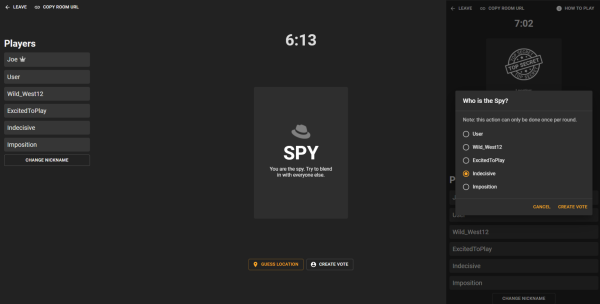 LEAVE
COPY ROOM URL
Players
Joe
User
Wild_West12
ExcitedToPlay
Indecisive
Imposition
CHANGE NICKNAME
6:13
SPY
You are the spy. Try to blend
in with everyone else.
GUESS LOCATION
CREATE VOTE
LEAVE
COPY ROOM URL
HOW TO PLAY
7:02
TOP SECRET
Who is the Spy?
Note: this action can only be done once per round.
User
Wild_West12
ExcitedToPlay
Indecisive
Imposition
CANCEL
CREATE VOTE
User
Wild_West12
ExcitedToPlay
Indecisive
Imposition
CHANGE NICKNAME